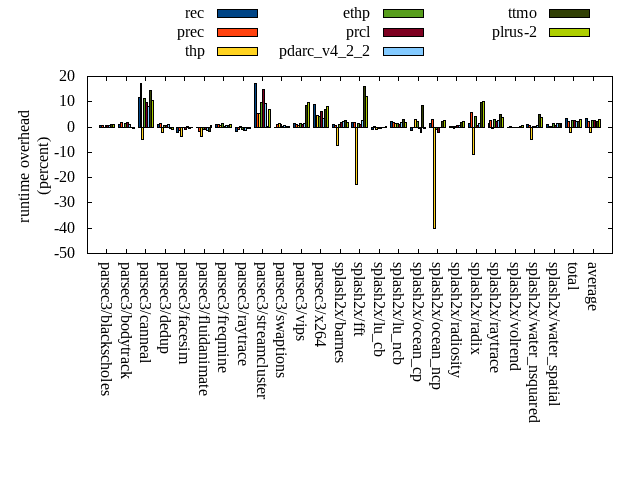 rec ethp ttmo
prec prcl plrus-2
thp pdarc_v4_2_2
runtime overhead
(percent)
20
10
0
-10
-20
-30
-40
-50
parsec3/blackscholes
parsec3/bodytrack
parsec3/canneal
parsec3/dedup
parsec3/facesim
parsec3/fluidanimate
parsec3/freqmine
parsec3/raytrace
parsec3/streamcluster
parsec3/swaptions
parsec3/vips
parsec3/x264
splash2x/barnes
splash2x/fft
splash2x/lu_cb
splash2x/lu_ncb
splash2x/ocean_cp
splash2x/ocean_ncp
splash2x/radiosity
splash2x/radix
splash2x/raytrace
splash2x/volrend
splash2x/water_nsquared
splash2x/water_spatial
total
average